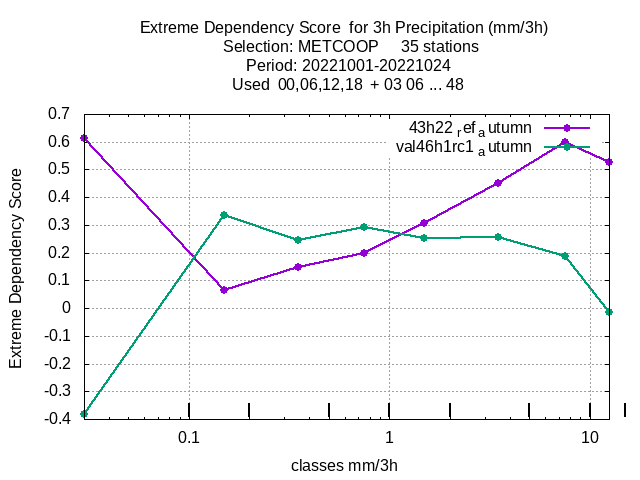 Extreme Dependency Score  for 3h Precipitation (mm/3h)
Selection: METCOOP     35 stations
Period: 20221001-20221024
Used  00,06,12,18  + 03 06 ... 48
43h22 ref autumn
val46h1rc1 autumn
Extreme Dependency Score
0.7
0.6
0.5
0.4
0.3
0.2
0.1
0
-0.1
-0.2
-0.3
-0.4
0.1 1 10
classes mm/3h